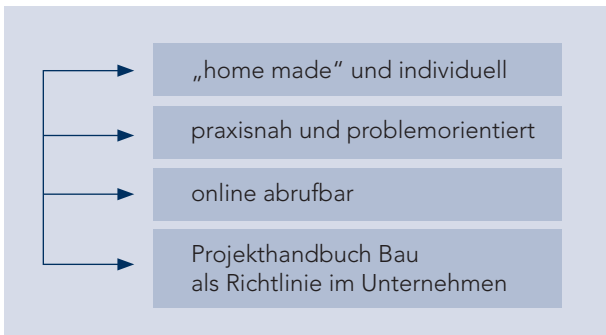 „home made“ und individuell
praxisnah und problemorientiert
online abrufbar
Projekthandbuch Bau
als Richtlinie im Unternehmen